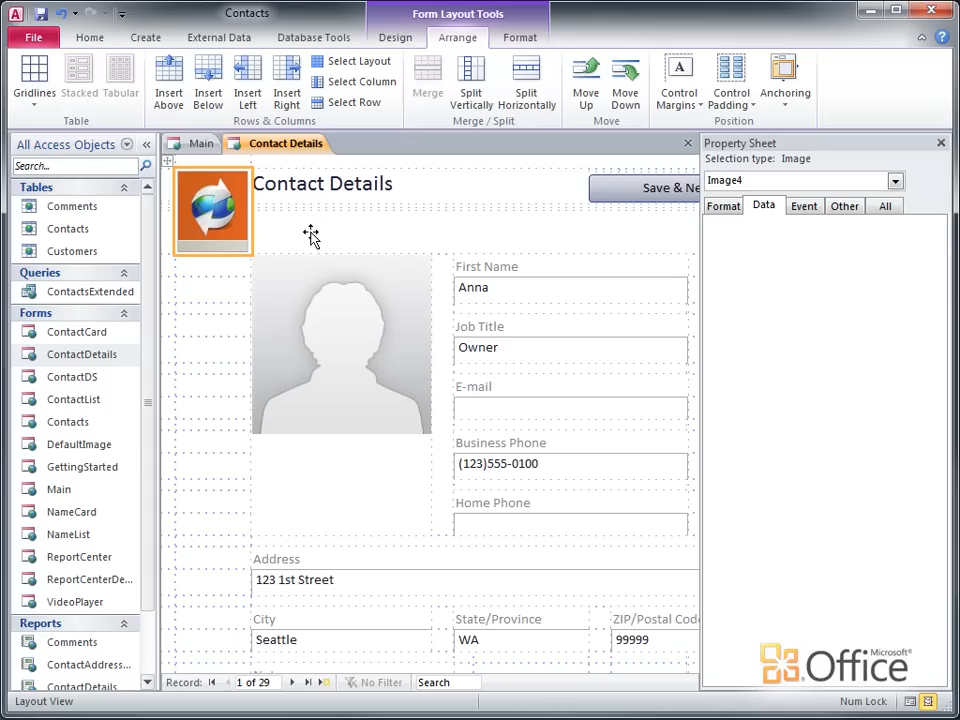 Contacts
Form Layout Tools
File Home Create External Data Database Tools Design Arrange Format
Gridlines Stacked Tabular
Table
Insert Above Insert Below Insert Left Insert Right
Select Layout
Select Column
Select Row
Rows & Columns
Merge Split Vertically Split Horizontally
Merge / Split
Move Up Move Down
Move
Control Margins Control Padding Anchoring
Position
All Access Objects
Search...
Tables
Comments
Contacts
Customers
Queries
ContactsExtended
Forms
ContactCard
ContactDetails
ContactDS
ContactList
Contacts
DefaultImage
GettingStarted
Main
NameCard
NameList
ReportCenter
ReportCenterDe...
VideoPlayer
Reports
Comments
ContactAddress...
ContactDetails
Main Contact Details
Contact Details
Save & Ne
First Name
Anna
Job Title
Owner
E-mail
Business Phone
(123)555-0100
Home Phone
Address
123 1st Street
City State/Province ZIP/Postal Code
Seattle WA 99999
Record: 1 of 29 No Filter Search
Property Sheet
Selection type: Image
Image4
Format Data Event Other All
Microsoft®
Office
Layout View Num Lock